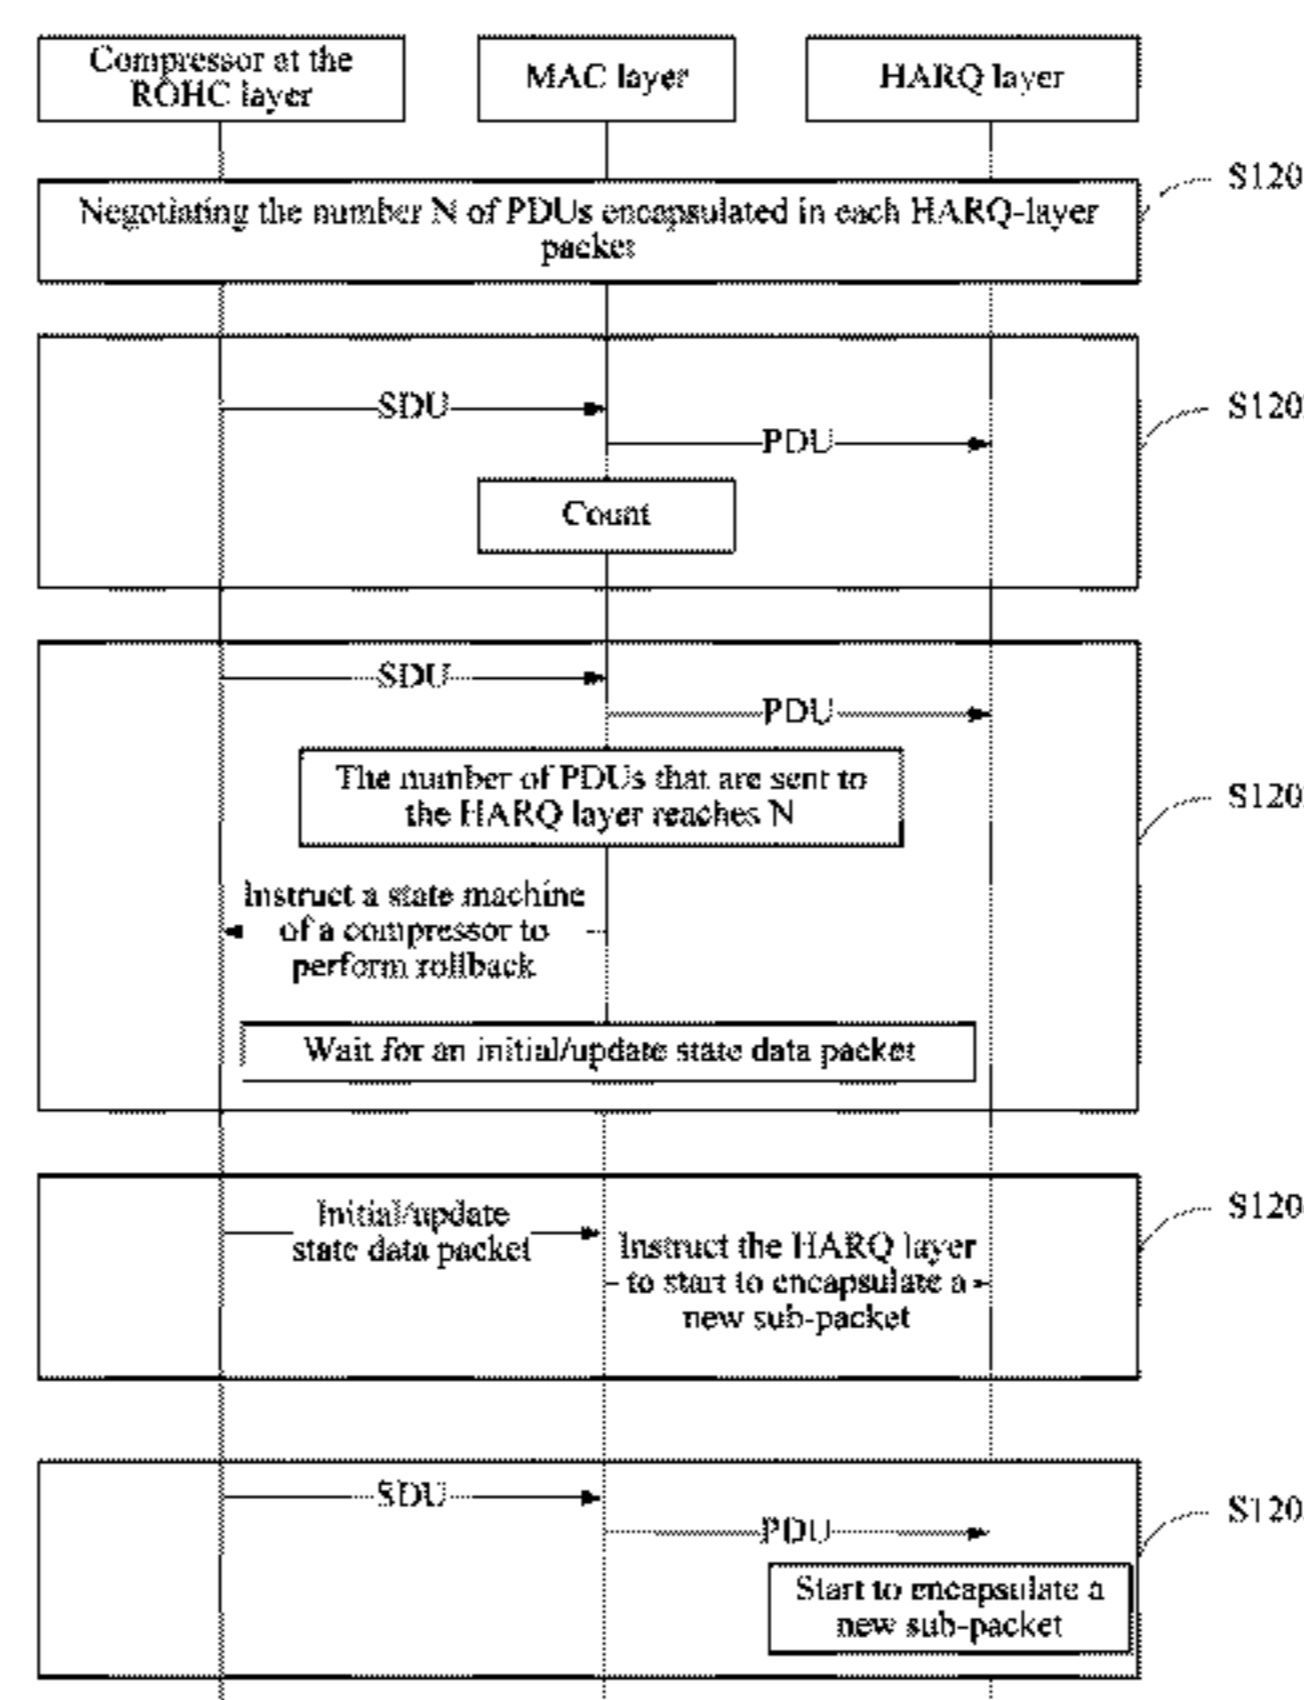 Compressor at the
ROHC layer
MAC layer
HARQ layer
S120
Negotiating the number N of PDUs encapsulated in each HARQ-layer
packet
SDU
S120
PDU
Count
SDU
PDU
The number of PDUs that are sent to
the HARQ layer reaches N
S120
Instruct a state machine
of a compressor to
perform rollback
Wait for an initial/update state data packet
Initial/update
state data packet
S120
Instruct the HARQ layer
to start to encapsulate a
new sub-packet
SDU
S120
PDU
Start to encapsulate a
new sub-packet